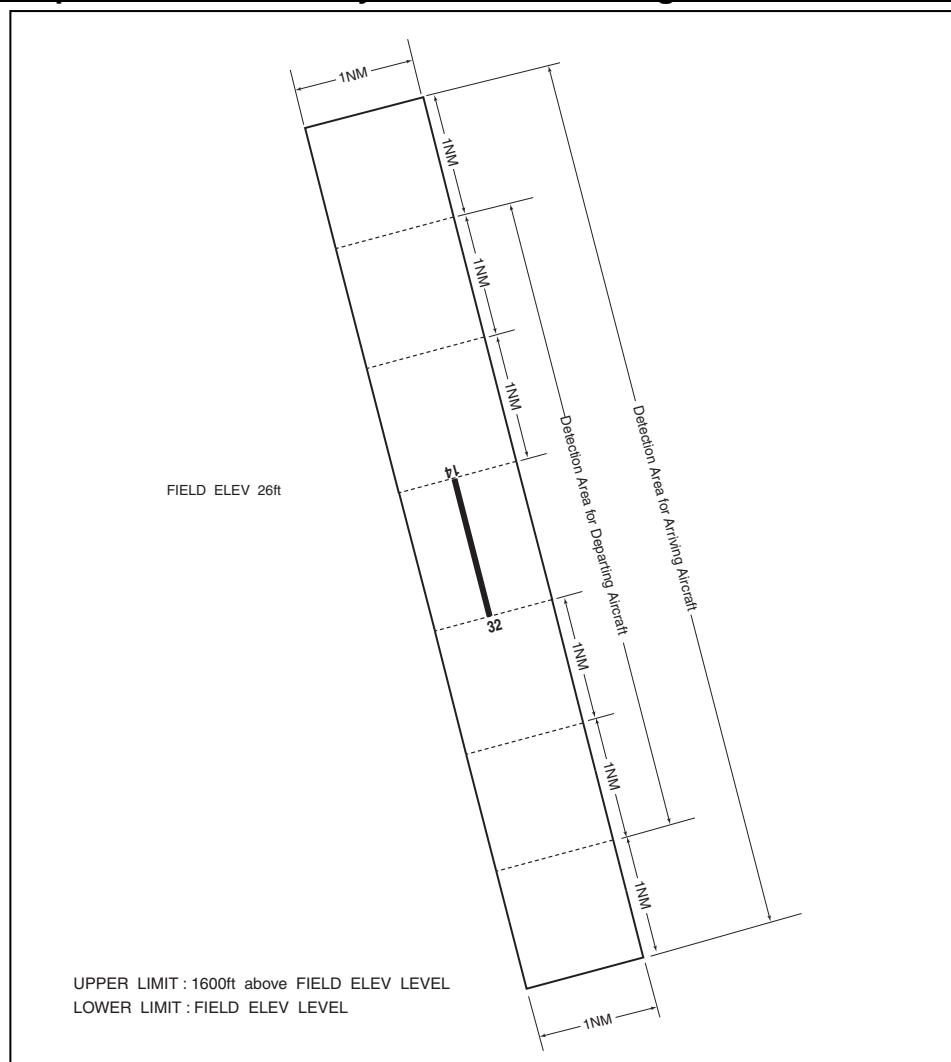 1NM
1NM
1NM
1NM
14
FIELD ELEV 26ft
Detection Area for Departing Aircraft
Detection Area for Arriving Aircraft
32
1NM
1NM
1NM
UPPER LIMIT : 1600ft above FIELD ELEV LEVEL
LOWER LIMIT : FIELD ELEV LEVEL
1NM